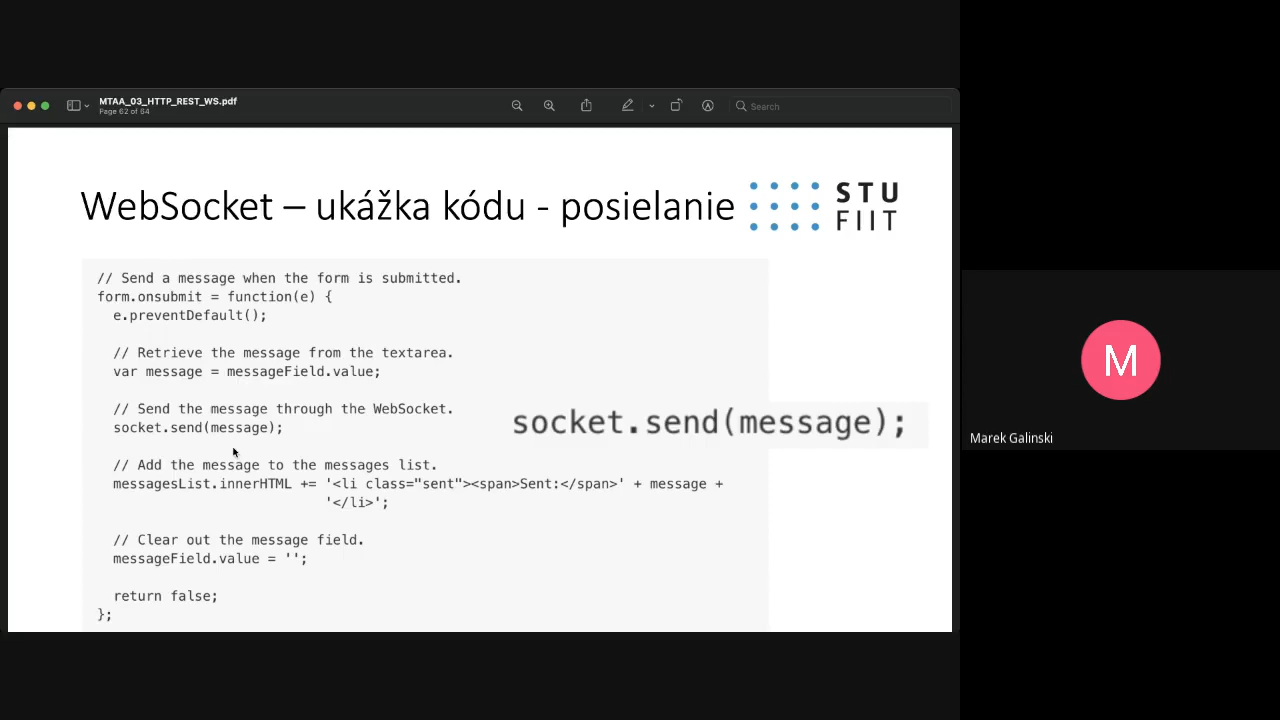 MTAA_03_HTTP_REST_WS.pdf
Page 62 of 64
Search
WebSocket – ukážka kódu - posielanie
STU
FIIT
// Send a message when the form is submitted.
form.onsubmit = function(e) {
e.preventDefault();
// Retrieve the message from the textarea.
var message = messageField.value;
// Send the message through the WebSocket.
socket.send(message);
socket.send(message);
// Add the message to the messages list.
messagesList.innerHTML += '<li class="sent"><span>Sent:</span>' + message +
'</li>';
// Clear out the message field.
messageField.value = '';
return false;
};
M
Marek Galinski